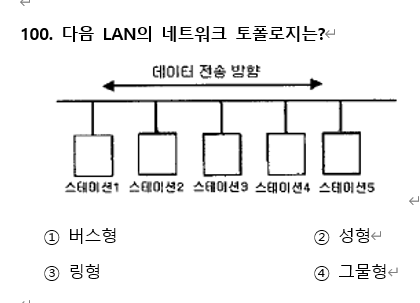 100. 다음 LAN의 네트워크 토폴로지는?
데이터 전송 방향
스테이션1 스테이션2 스테이션3 스테이션4 스테이션5
① 버스형 ② 성형
③ 링형 ④ 그물형